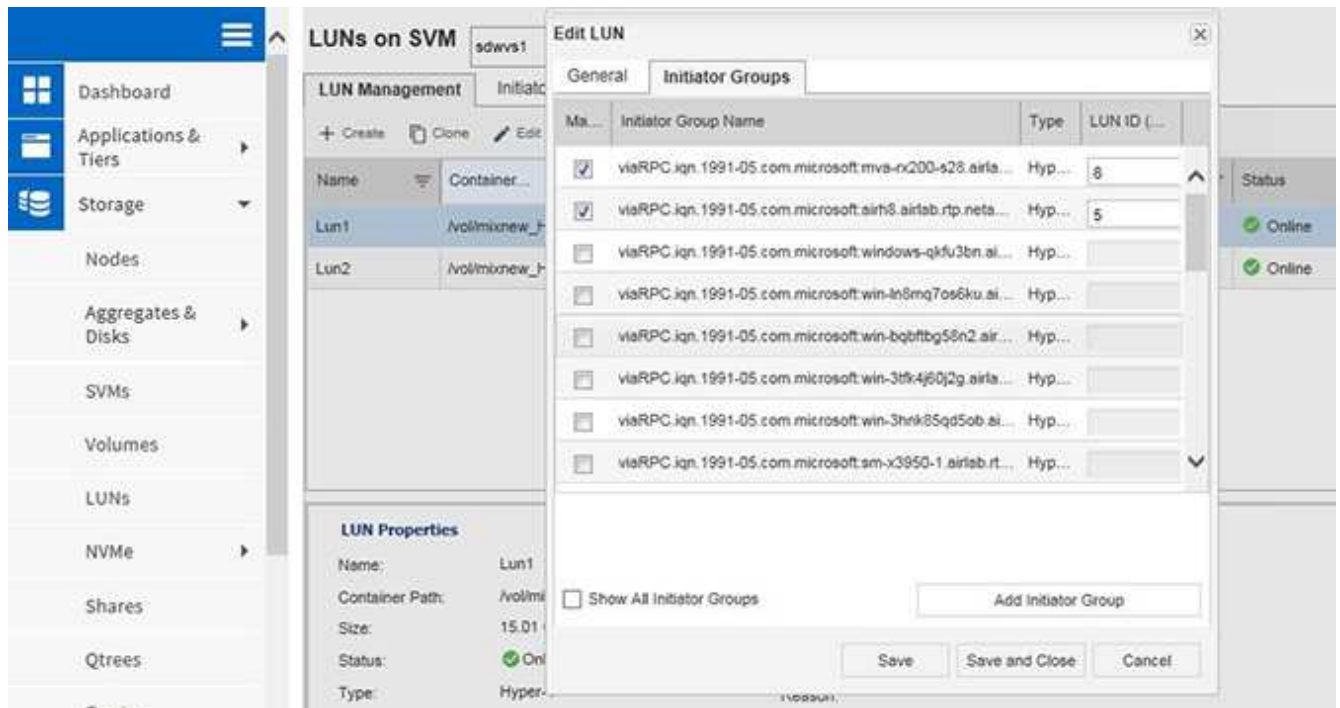 Dashboard
Applications &
Tiers
Storage
Nodes
Aggregates &
Disks
SVMs
Volumes
LUNs
NVMe
Shares
Qtrees
LUNs on SVM sdwvs1
LUN Management Initiato
+ Create Clone Edit
Name Container...
Lun1 /vol/mixnew_H
Lun2 /vol/mixnew_H
Status
Online
Online
LUN Properties
Name: Lun1
Container Path: /vol/mi
Size: 15.01
Status: Onl
Type: Hyper-
Edit LUN
General Initiator Groups
Ma... Initiator Group Name Type LUN ID (...
viaRPC.iqn.1991-05.com.microsoft:mva-rx200-s28.airla... Hyp... 8
viaRPC.iqn.1991-05.com.microsoft:airh8.airlab.rtp.neta... Hyp... 5
viaRPC.iqn.1991-05.com.microsoft:windows-qkfu3bn.ai... Hyp...
viaRPC.iqn.1991-05.com.microsoft:win-ln8mq7os6ku.ai... Hyp...
viaRPC.iqn.1991-05.com.microsoft:win-bqbftbg58n2.air... Hyp...
viaRPC.iqn.1991-05.com.microsoft:win-3tfk4j60j2g.airla... Hyp...
viaRPC.iqn.1991-05.com.microsoft:win-3hnk85qd5ob.ai... Hyp...
viaRPC.iqn.1991-05.com.microsoft:sm-x3950-1.airlab.rt... Hyp...
Show All Initiator Groups Add Initiator Group
Save Save and Close Cancel